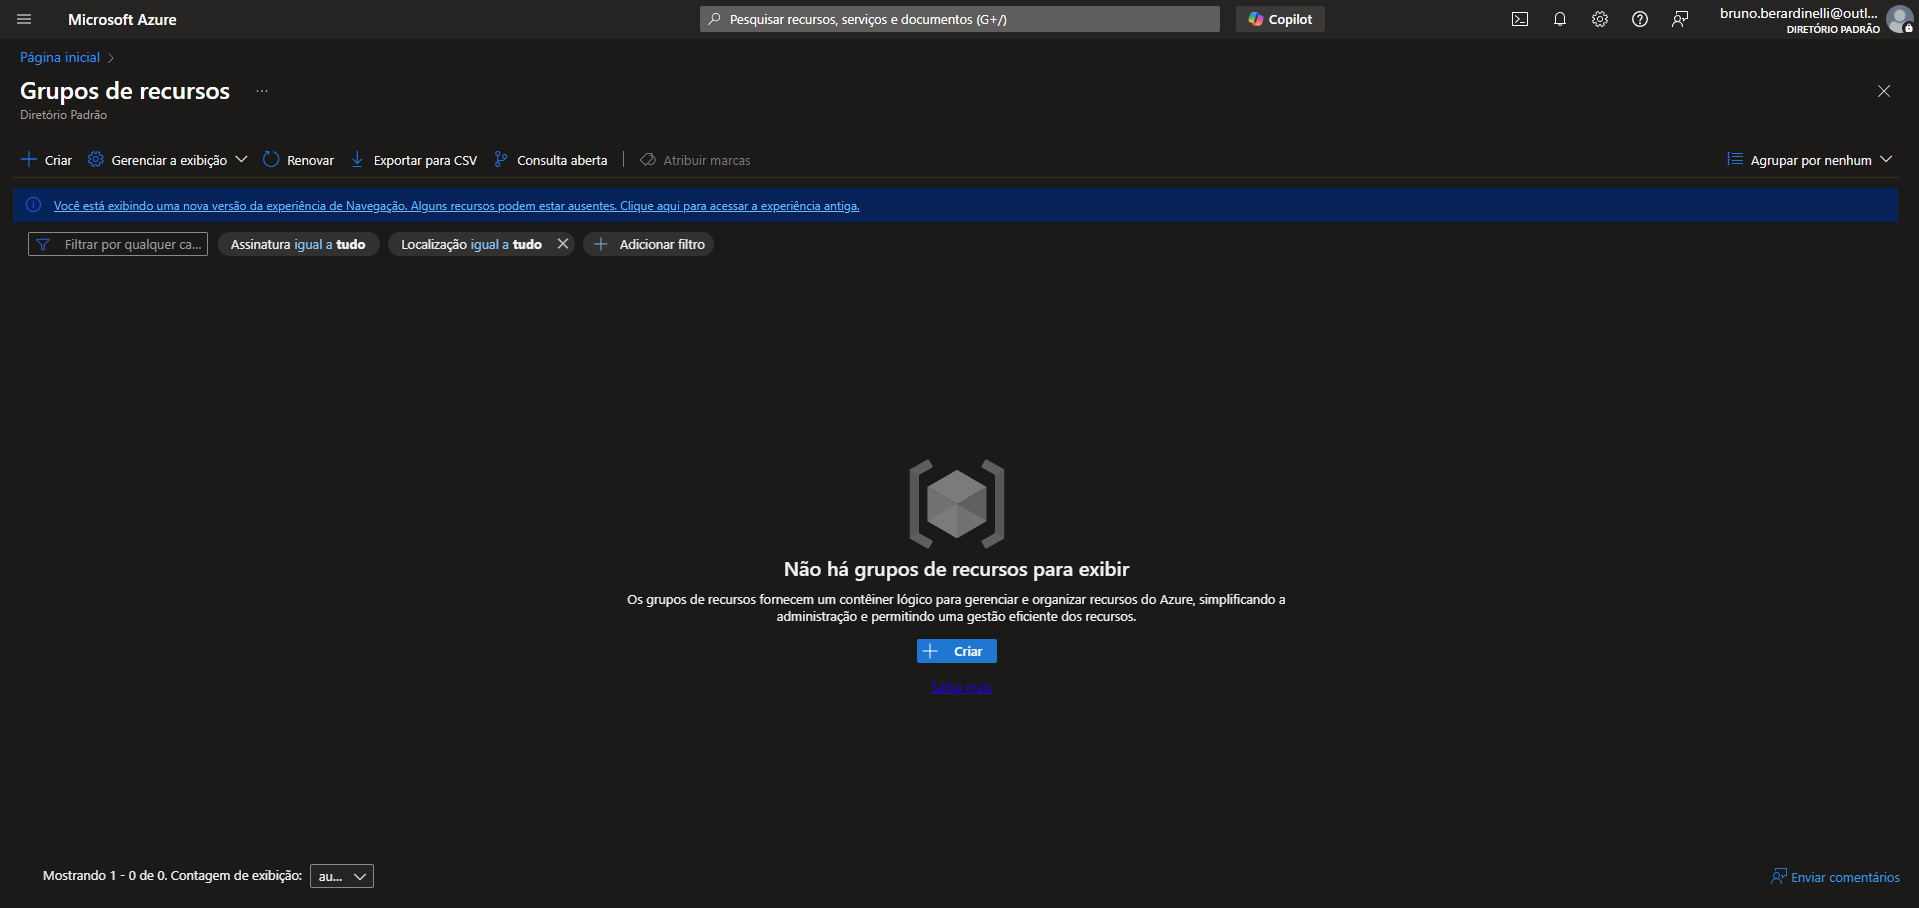 Microsoft Azure
Pesquisar recursos, serviços e documentos (G+/)
Copilot
bruno.berardinelli@outl...
DIRETÓRIO PADRÃO
Página inicial
Grupos de recursos ...
Diretório Padrão
Criar
Gerenciar a exibição
Renovar
Exportar para CSV
Consulta aberta
Atribuir marcas
Agrupar por nenhum
Você está exibindo uma nova versão da experiência de Navegação. Alguns recursos podem estar ausentes. Clique aqui para acessar a experiência antiga.
Filtrar por qualquer ca...
Assinatura igual a tudo
Localização igual a tudo
Adicionar filtro
Não há grupos de recursos para exibir
Os grupos de recursos fornecem um contêiner lógico para gerenciar e organizar recursos do Azure, simplificando a
administração e permitindo uma gestão eficiente dos recursos.
Criar
Saiba mais
Mostrando 1 - 0 de 0. Contagem de exibição:
au...
Enviar comentários